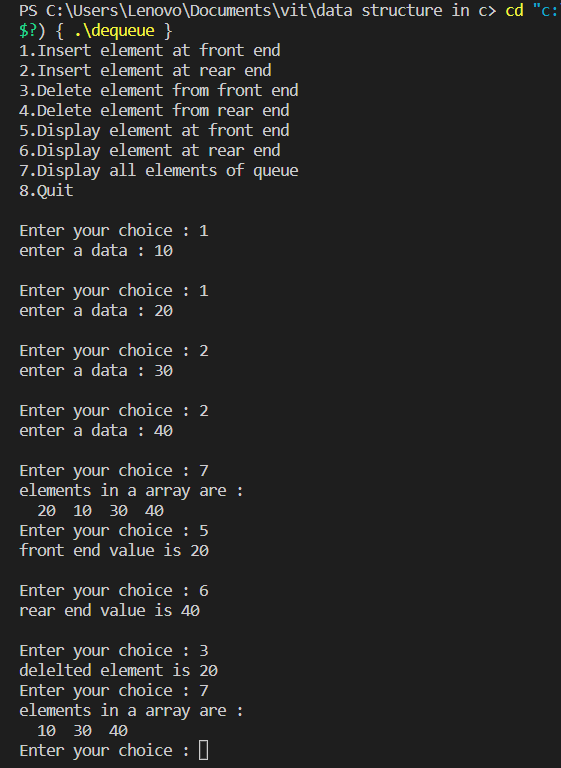 PS C:\Users\Lenovo\Documents\vit\data structure in c> cd "c:
$?) { .\dequeue }
1.Insert element at front end
2.Insert element at rear end
3.Delete element from front end
4.Delete element from rear end
5.Display element at front end
6.Display element at rear end
7.Display all elements of queue
8.Quit
Enter your choice : 1
enter a data : 10
Enter your choice : 1
enter a data : 20
Enter your choice : 2
enter a data : 30
Enter your choice : 2
enter a data : 40
Enter your choice : 7
elements in a array are :
20 10 30 40
Enter your choice : 5
front end value is 20
Enter your choice : 6
rear end value is 40
Enter your choice : 3
delelted element is 20
Enter your choice : 7
elements in a array are :
10 30 40
Enter your choice :